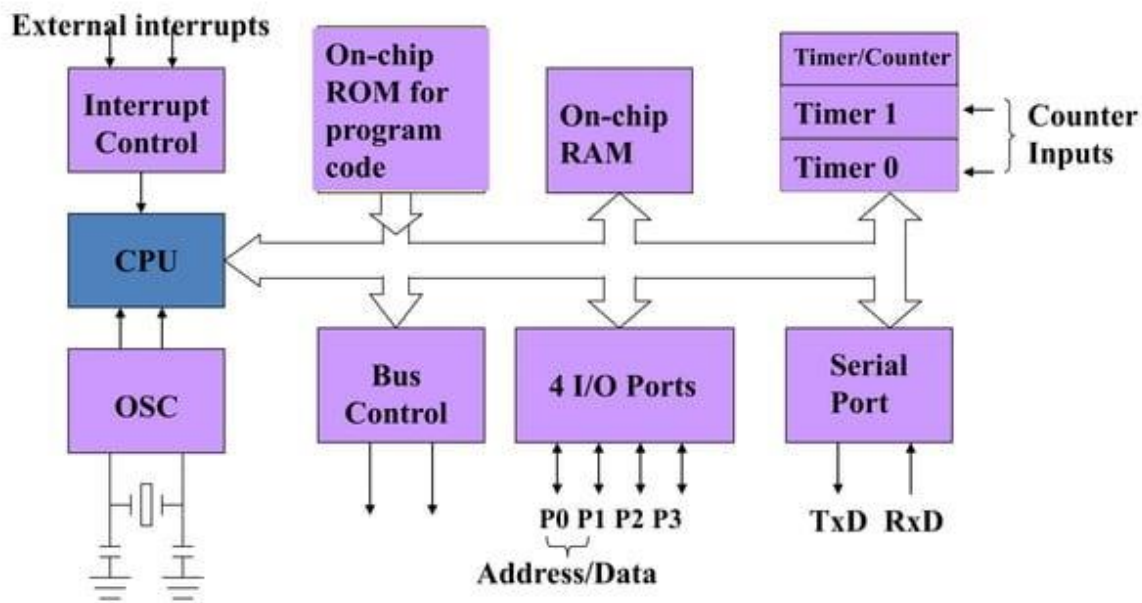 External interrupts
Interrupt
Control
On-chip
ROM for
program
code
On-chip
RAM
Timer/Counter
Timer 1
Timer 0
Counter
Inputs
CPU
OSC
Bus
Control
4 I/O Ports
Serial
Port
P0 P1 P2 P3
Address/Data
TxD RxD